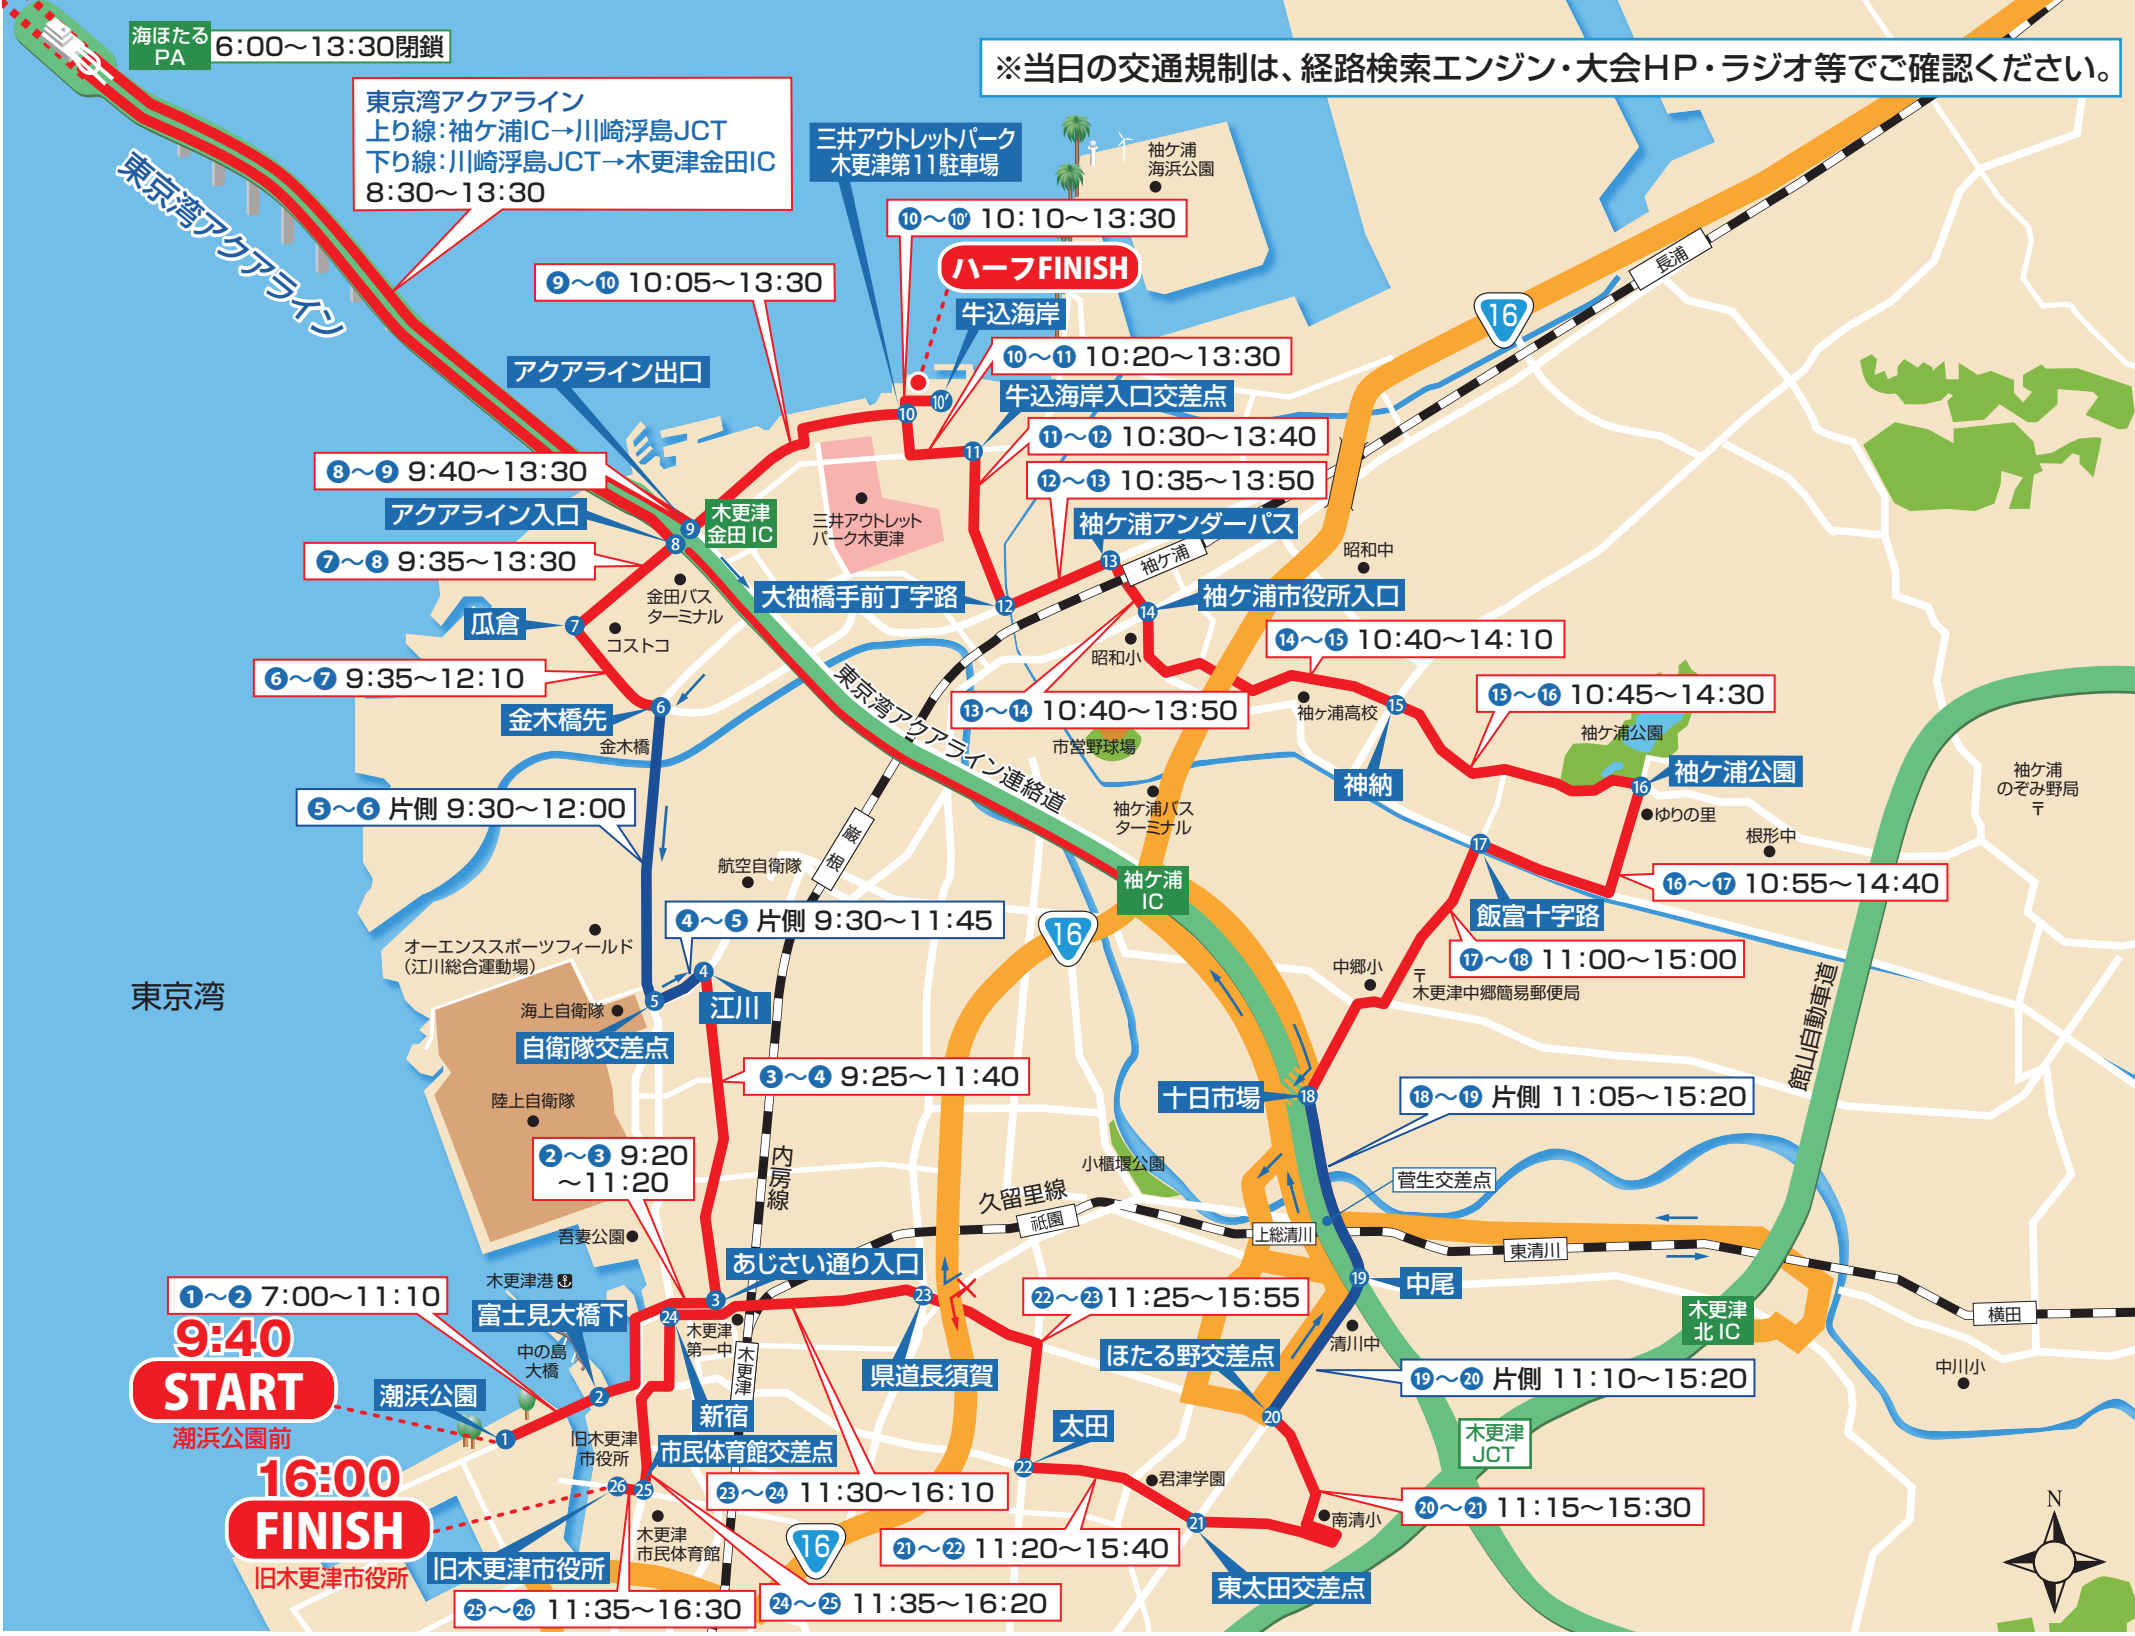 海ほたる
PA
6:00～13:30閉鎖
※当日の交通規制は、経路検索エンジン・大会HP・ラジオ等でご確認ください。
東京湾アクアライン
上り線：袖ケ浦IC→川崎浮島JCT
下り線：川崎浮島JCT→木更津金田IC
8:30～13:30
東京湾アクアライン
三井アウトレットパーク
木更津第11駐車場
袖ケ浦
海浜公園
⑩～⑩' 10:10～13:30
ハーフFINISH
⑨～⑩ 10:05～13:30
牛込海岸
長浦
16
⑩～⑪ 10:20～13:30
アクアライン出口
牛込海岸入口交差点
10'
10
⑪～⑫ 10:30～13:40
11
⑧～⑨ 9:40～13:30
⑫～⑬ 10:35～13:50
アクアライン入口
木更津
金田 IC
三井アウトレット
パーク木更津
袖ケ浦アンダーパス
9
8
⑦～⑧ 9:35～13:30
13
袖ケ浦
昭和中
金田バス
ターミナル
大袖橋手前丁字路
12
14
袖ケ浦市役所入口
瓜倉
7
コストコ
昭和小
⑭～⑮ 10:40～14:10
⑥～⑦ 9:35～12:10
東京湾アクアライン連絡道
⑮～⑯ 10:45～14:30
6
金木橋先
金木橋
⑬～⑭ 10:40～13:50
袖ヶ浦高校
15
市営野球場
袖ケ浦公園
神納
袖ケ浦公園
16
袖ケ浦
のぞみ野局
〒
⑤～⑥ 片側 9:30～12:00
袖ケ浦バス
ターミナル
ゆりの里
根形中
巌根
17
航空自衛隊
袖ケ浦
IC
⑯～⑰ 10:55～14:40
④～⑤ 片側 9:30～11:45
16
飯富十字路
オーエンススポーツフィールド
（江川総合運動場）
⑰～⑱ 11:00～15:00
東京湾
4
5
江川
中郷小
〒
木更津中郷簡易郵便局
海上自衛隊
自衛隊交差点
館山自動車道
③～④ 9:25～11:40
陸上自衛隊
十日市場
18
⑱～⑲ 片側 11:05～15:20
②～③ 9:20
～11:20
内房線
小櫃堰公園
菅生交差点
久留里線
祇園
上総清川
吾妻公園
東清川
あじさい通り入口
木更津港
①～② 7:00～11:10
3
23
㉒～㉓ 11:25～15:55
19
中尾
富士見大橋下
24
木更津
第一中
木更津
北 IC
横田
9:40
START
潮浜公園前
中の島
大橋
木更津
県道長須賀
ほたる野交差点
清川中
中川小
潮浜公園
2
⑲～⑳ 片側 11:10～15:20
新宿
20
1
旧木更津
市役所
市民体育館交差点
太田
木更津
JCT
16:00
FINISH
旧木更津市役所
26
25
22
㉓～㉔ 11:30～16:10
君津学園
⑳～㉑ 11:15～15:30
21
南清小
N
木更津
市民体育館
16
㉑～㉒ 11:20～15:40
旧木更津市役所
東太田交差点
㉕～㉖ 11:35～16:30
㉔～㉕ 11:35～16:20